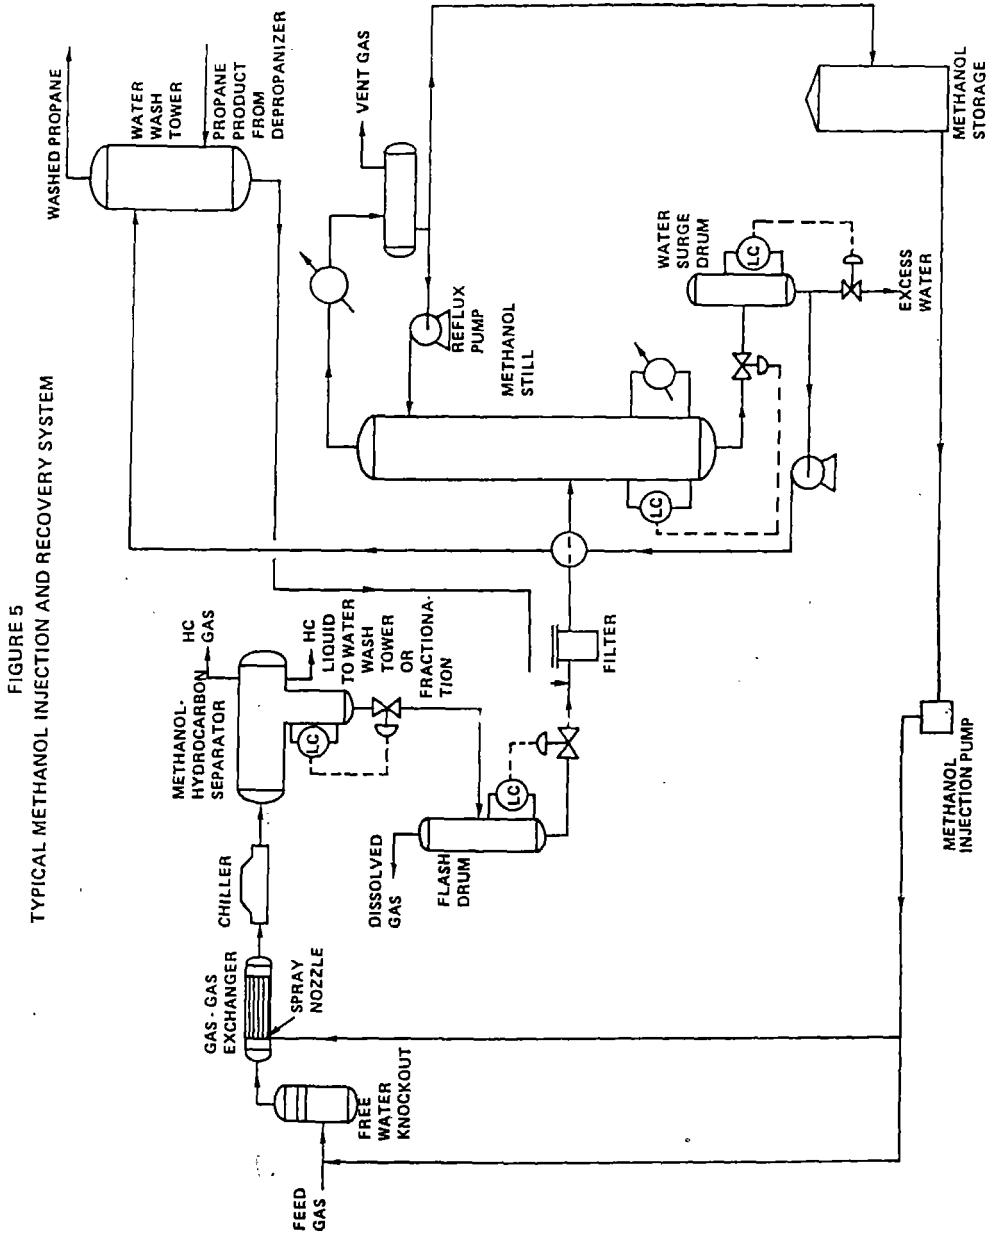 FIGURE 5
TYPICAL METHANOL INJECTION AND RECOVERY SYSTEM
FEED
GAS
FREE
WATER
KNOCKOUT
GAS - GAS
EXCHANGER
SPRAY
NOZZLE
CHILLER
METHANOL-
HYDROCARBON
SEPARATOR
HC
GAS
HC
LIQUID
TO WATER
WASH
TOWER
OR
FRACTIONA-
TION
LC
DISSOLVED
GAS
FLASH
DRUM
LC
FILTER
LC
METHANOL
STILL
REFLUX
PUMP
VENT GAS
WASHED PROPANE
WATER
WASH
TOWER
PROPANE
PRODUCT
FROM
DEPROPANIZER
WATER
SURGE
DRUM
LC
EXCESS
WATER
METHANOL
STORAGE
METHANOL
INJECTION PUMP